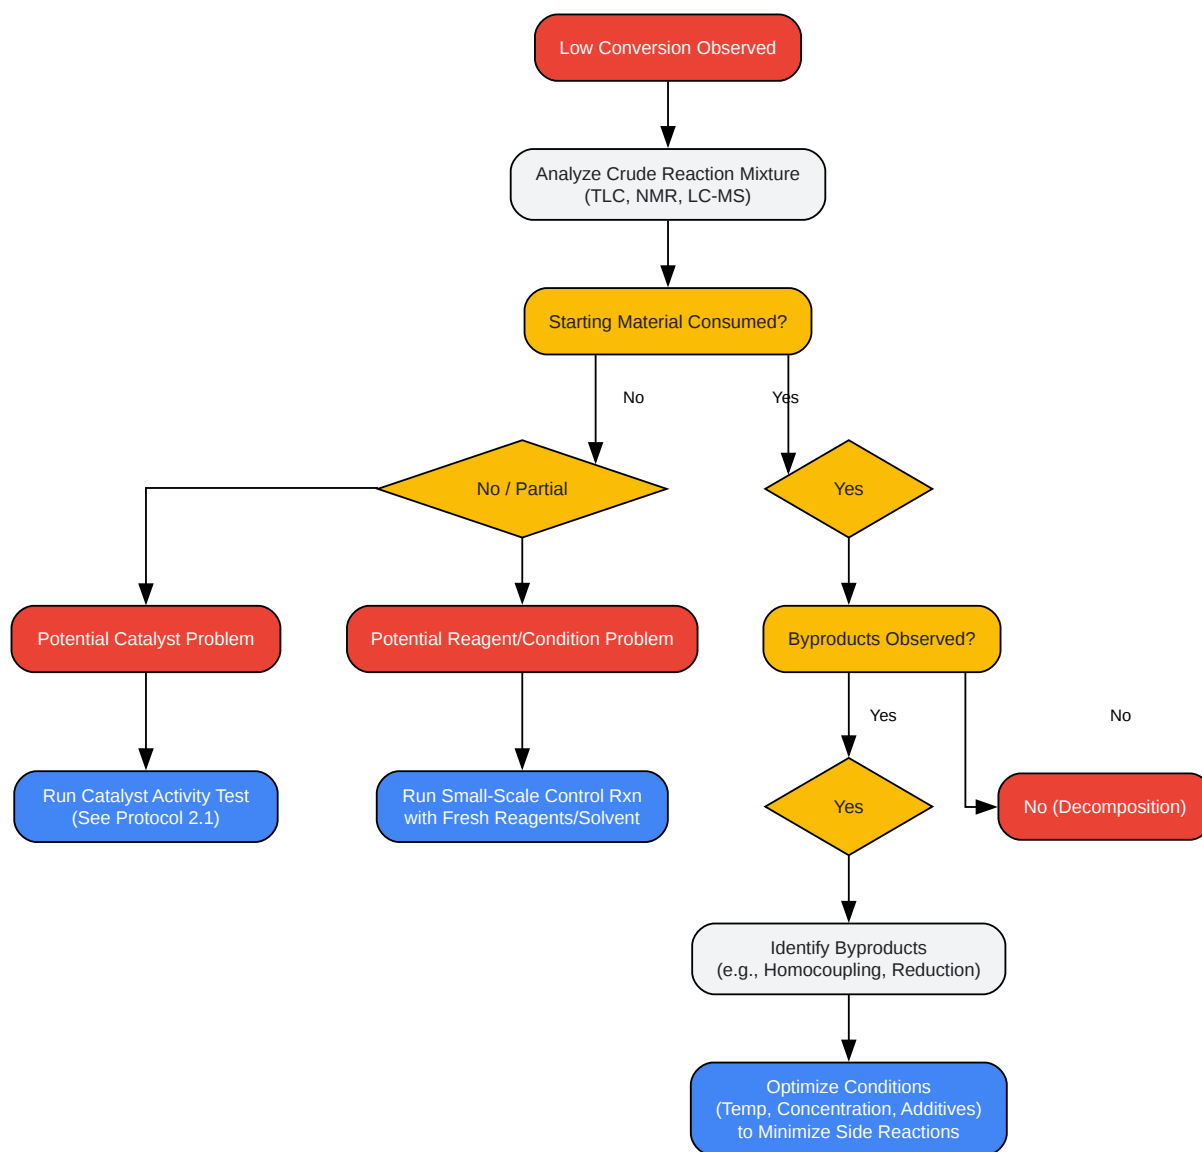 Low Conversion Observed
Analyze Crude Reaction Mixture
(TLC, NMR, LC-MS)
Starting Material Consumed?
No
Yes
No / Partial
Yes
Potential Catalyst Problem
Potential Reagent/Condition Problem
Byproducts Observed?
Yes
No
Run Catalyst Activity Test
(See Protocol 2.1)
Run Small-Scale Control Rxn
with Fresh Reagents/Solvent
Yes
No (Decomposition)
Identify Byproducts
(e.g., Homocoupling, Reduction)
Optimize Conditions
(Temp, Concentration, Additives)
to Minimize Side Reactions